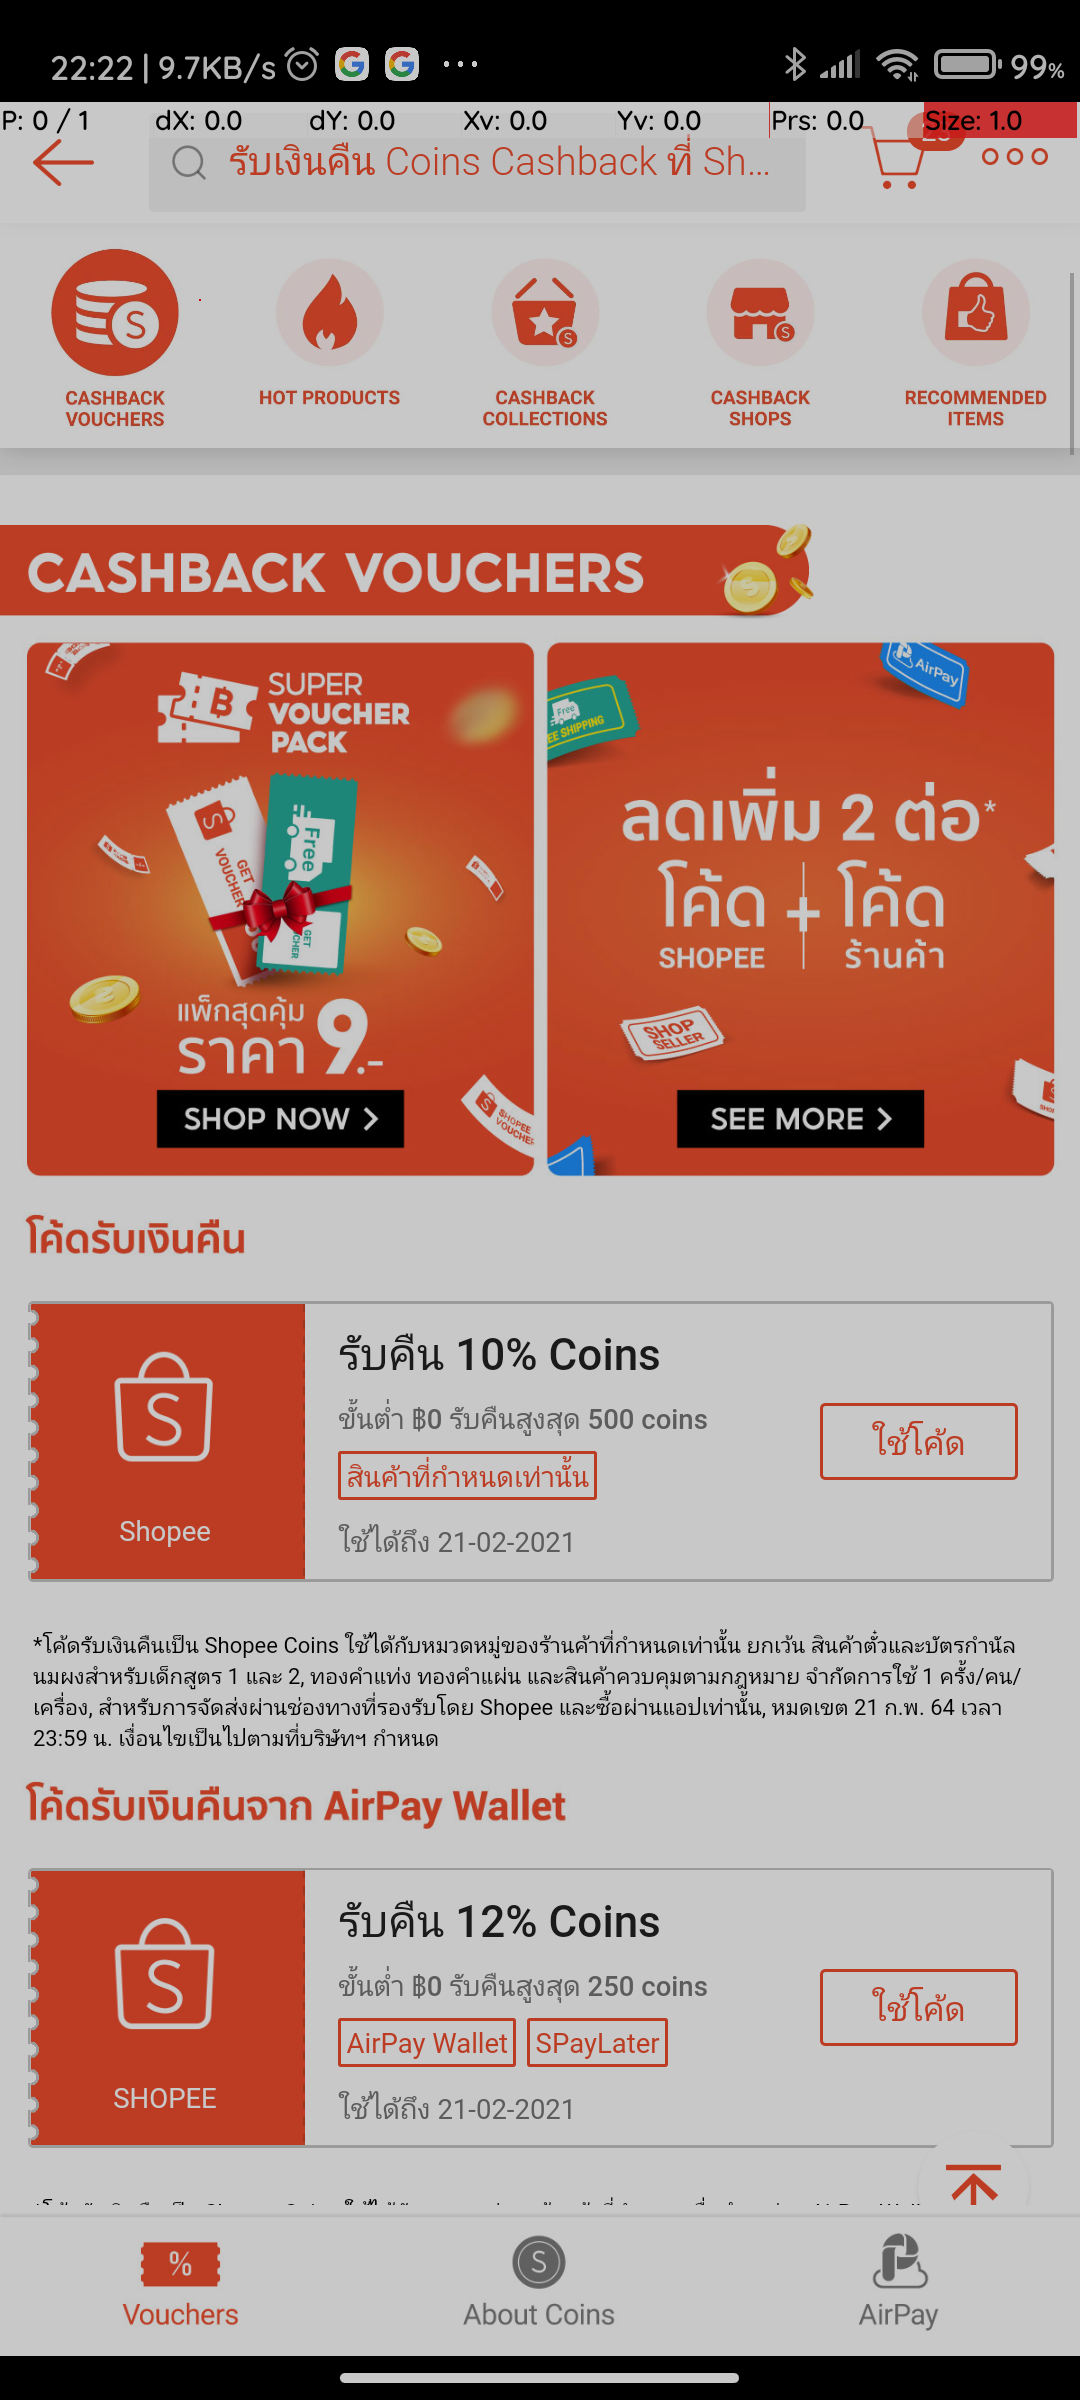 22:22 | 9.7KB/s
99%
P: 0 / 1 dX: 0.0 dY: 0.0 Xv: 0.0 Yv: 0.0 Prs: 0.0 Size: 1.0
รับเงินคืน Coins Cashback ที่ Sh...
CASHBACK VOUCHERS
HOT PRODUCTS
CASHBACK COLLECTIONS
CASHBACK SHOPS
RECOMMENDED ITEMS
CASHBACK VOUCHERS
SUPER
VOUCHER
PACK
Free
GET VOUCHER
แพ็กสุดคุ้ม
ราคา 9.-
SHOPEE VOUCHER
SHOP NOW
AirPay
Free
EE SHIPPING
ลดเพิ่ม 2 ต่อ*
โค้ด + โค้ด
SHOPEE ร้านค้า
SHOP
SELLER
SEE MORE
โค้ดรับเงินคืน
Shopee
รับคืน 10% Coins
ขั้นต่ำ ฿0 รับคืนสูงสุด 500 coins
สินค้าที่กำหนดเท่านั้น
ใช้ได้ถึง 21-02-2021
ใช้โค้ด
*โค้ดรับเงินคืนเป็น Shopee Coins ใช้ได้กับหมวดหมู่ของร้านค้าที่กำหนดเท่านั้น ยกเว้น สินค้าตั๋วและบัตรกำนัล
นมผงสำหรับเด็กสูตร 1 และ 2, ทองคำแท่ง ทองคำแผ่น และสินค้าควบคุมตามกฎหมาย จำกัดการใช้ 1 ครั้ง/คน/
เครื่อง, สำหรับการจัดส่งผ่านช่องทางที่รองรับโดย Shopee และซื้อผ่านแอปเท่านั้น, หมดเขต 21 ก.พ. 64 เวลา
23:59 น. เงื่อนไขเป็นไปตามที่บริษัทฯ กำหนด
โค้ดรับเงินคืนจาก AirPay Wallet
SHOPEE
รับคืน 12% Coins
ขั้นต่ำ ฿0 รับคืนสูงสุด 250 coins
AirPay Wallet SPayLater
ใช้ได้ถึง 21-02-2021
ใช้โค้ด
Vouchers
About Coins
AirPay